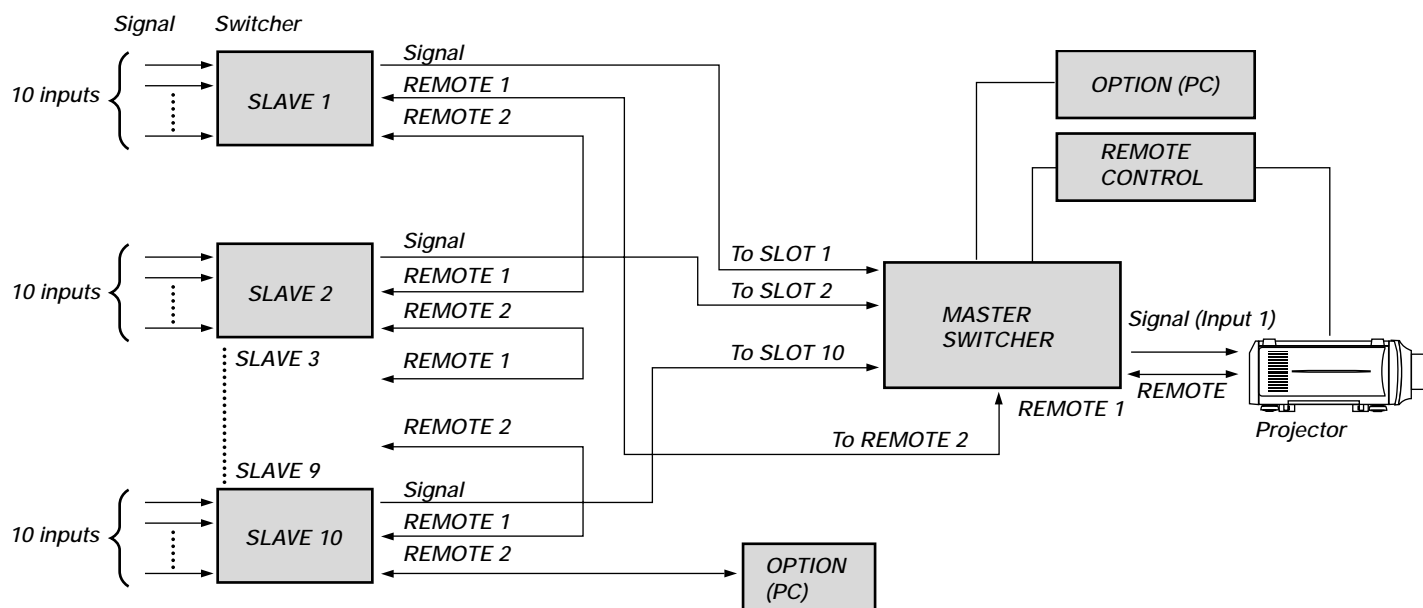 Signal Switcher
10 inputs
SLAVE 1
Signal
REMOTE 1
REMOTE 2
10 inputs
SLAVE 2
Signal
REMOTE 1
REMOTE 2
SLAVE 3
REMOTE 1
REMOTE 2
SLAVE 9
10 inputs
SLAVE 10
Signal
REMOTE 1
REMOTE 2
OPTION
(PC)
To SLOT 1
To SLOT 2
To SLOT 10
To REMOTE 2
OPTION (PC)
REMOTE
CONTROL
MASTER
SWITCHER
REMOTE 1
Signal (Input 1)
REMOTE
Projector